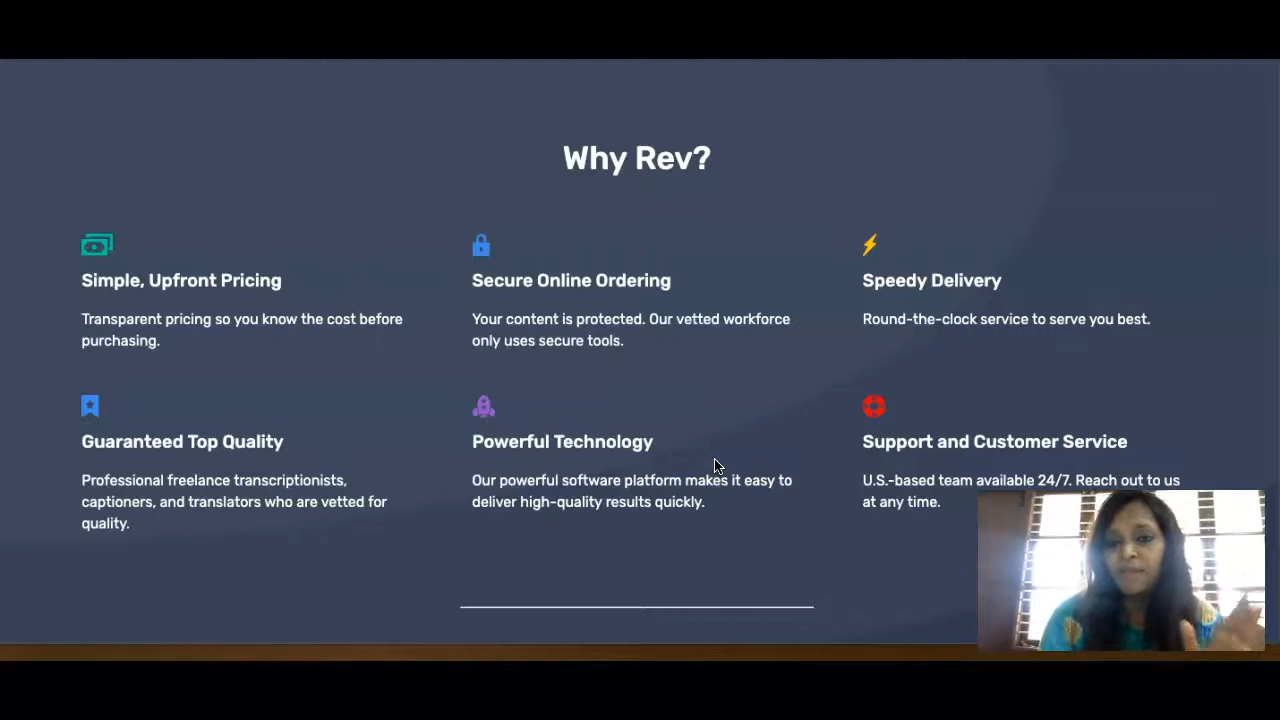 Why Rev?
Simple, Upfront Pricing
Transparent pricing so you know the cost before
purchasing.
Secure Online Ordering
Your content is protected. Our vetted workforce
only uses secure tools.
Speedy Delivery
Round-the-clock service to serve you best.
Guaranteed Top Quality
Professional freelance transcriptionists,
captioners, and translators who are vetted for
quality.
Powerful Technology
Our powerful software platform makes it easy to
deliver high-quality results quickly.
Support and Customer Service
U.S.-based team available 24/7. Reach out to us
at any time.